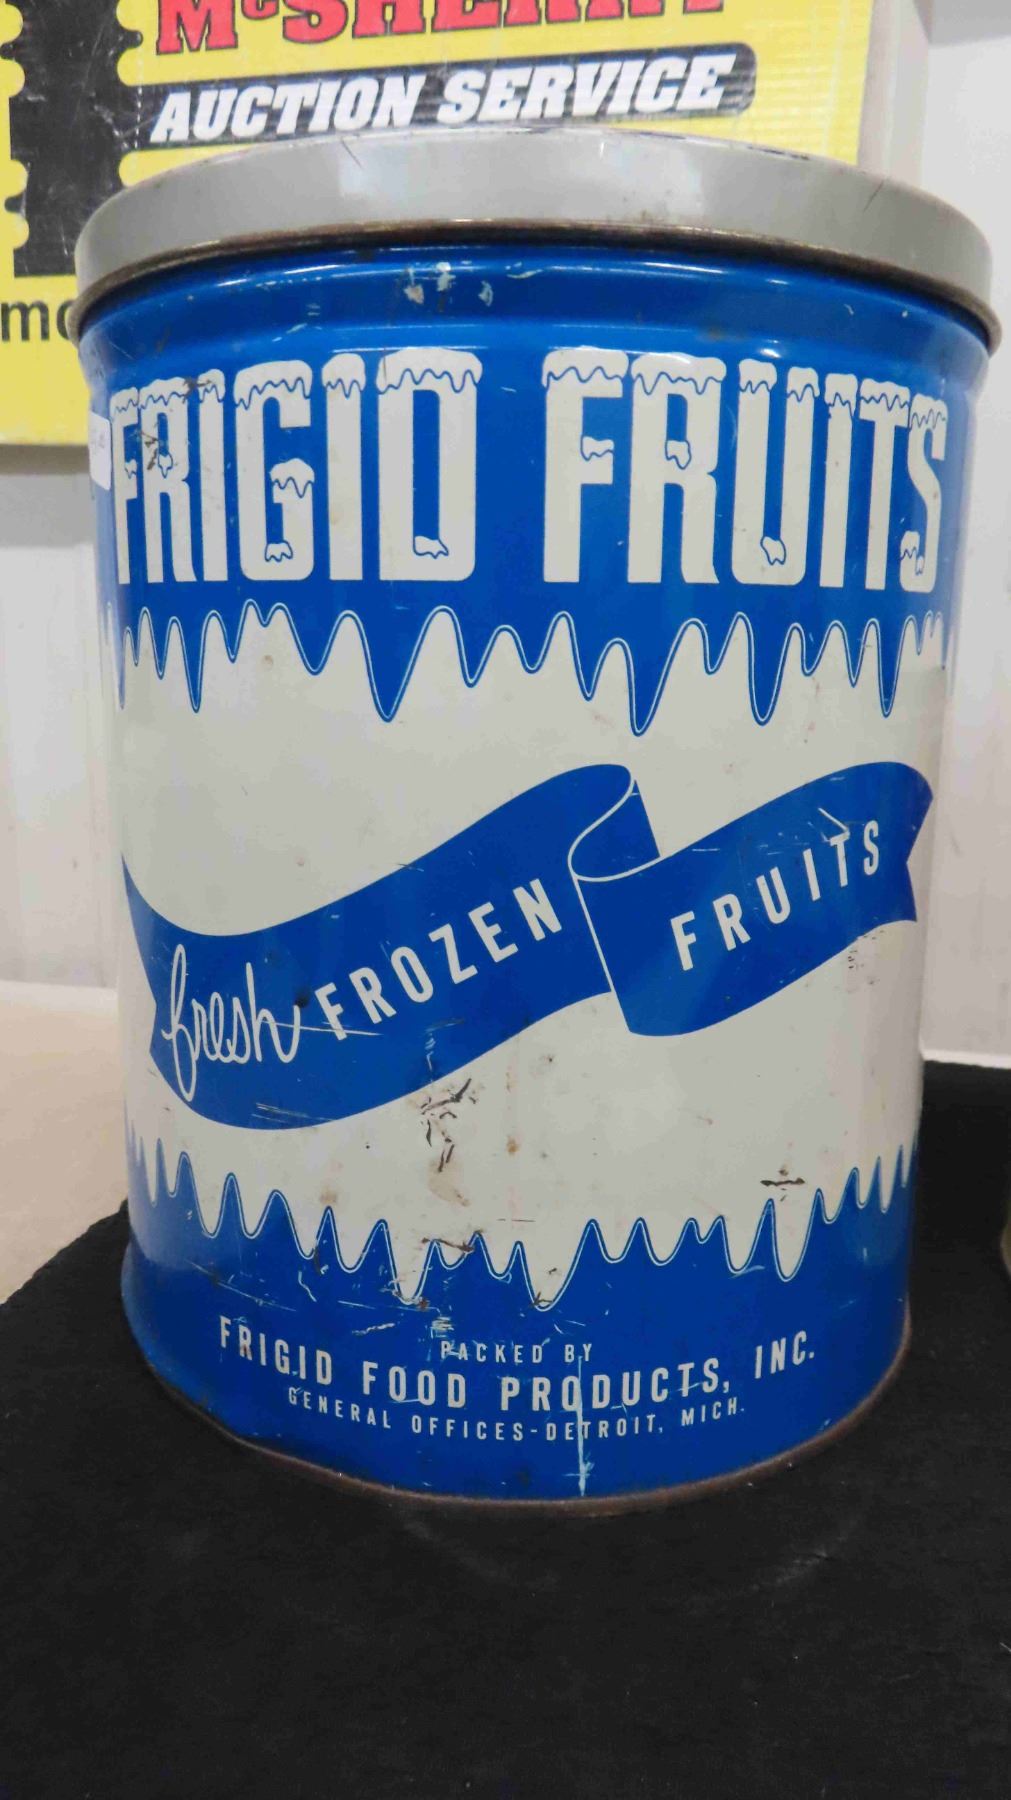 McSHERRY
AUCTION SERVICE
FRIGID FRUITS
fresh FROZEN FRUITS
PACKED BY
FRIGID FOOD PRODUCTS, INC.
GENERAL OFFICES-DETROIT, MICH.